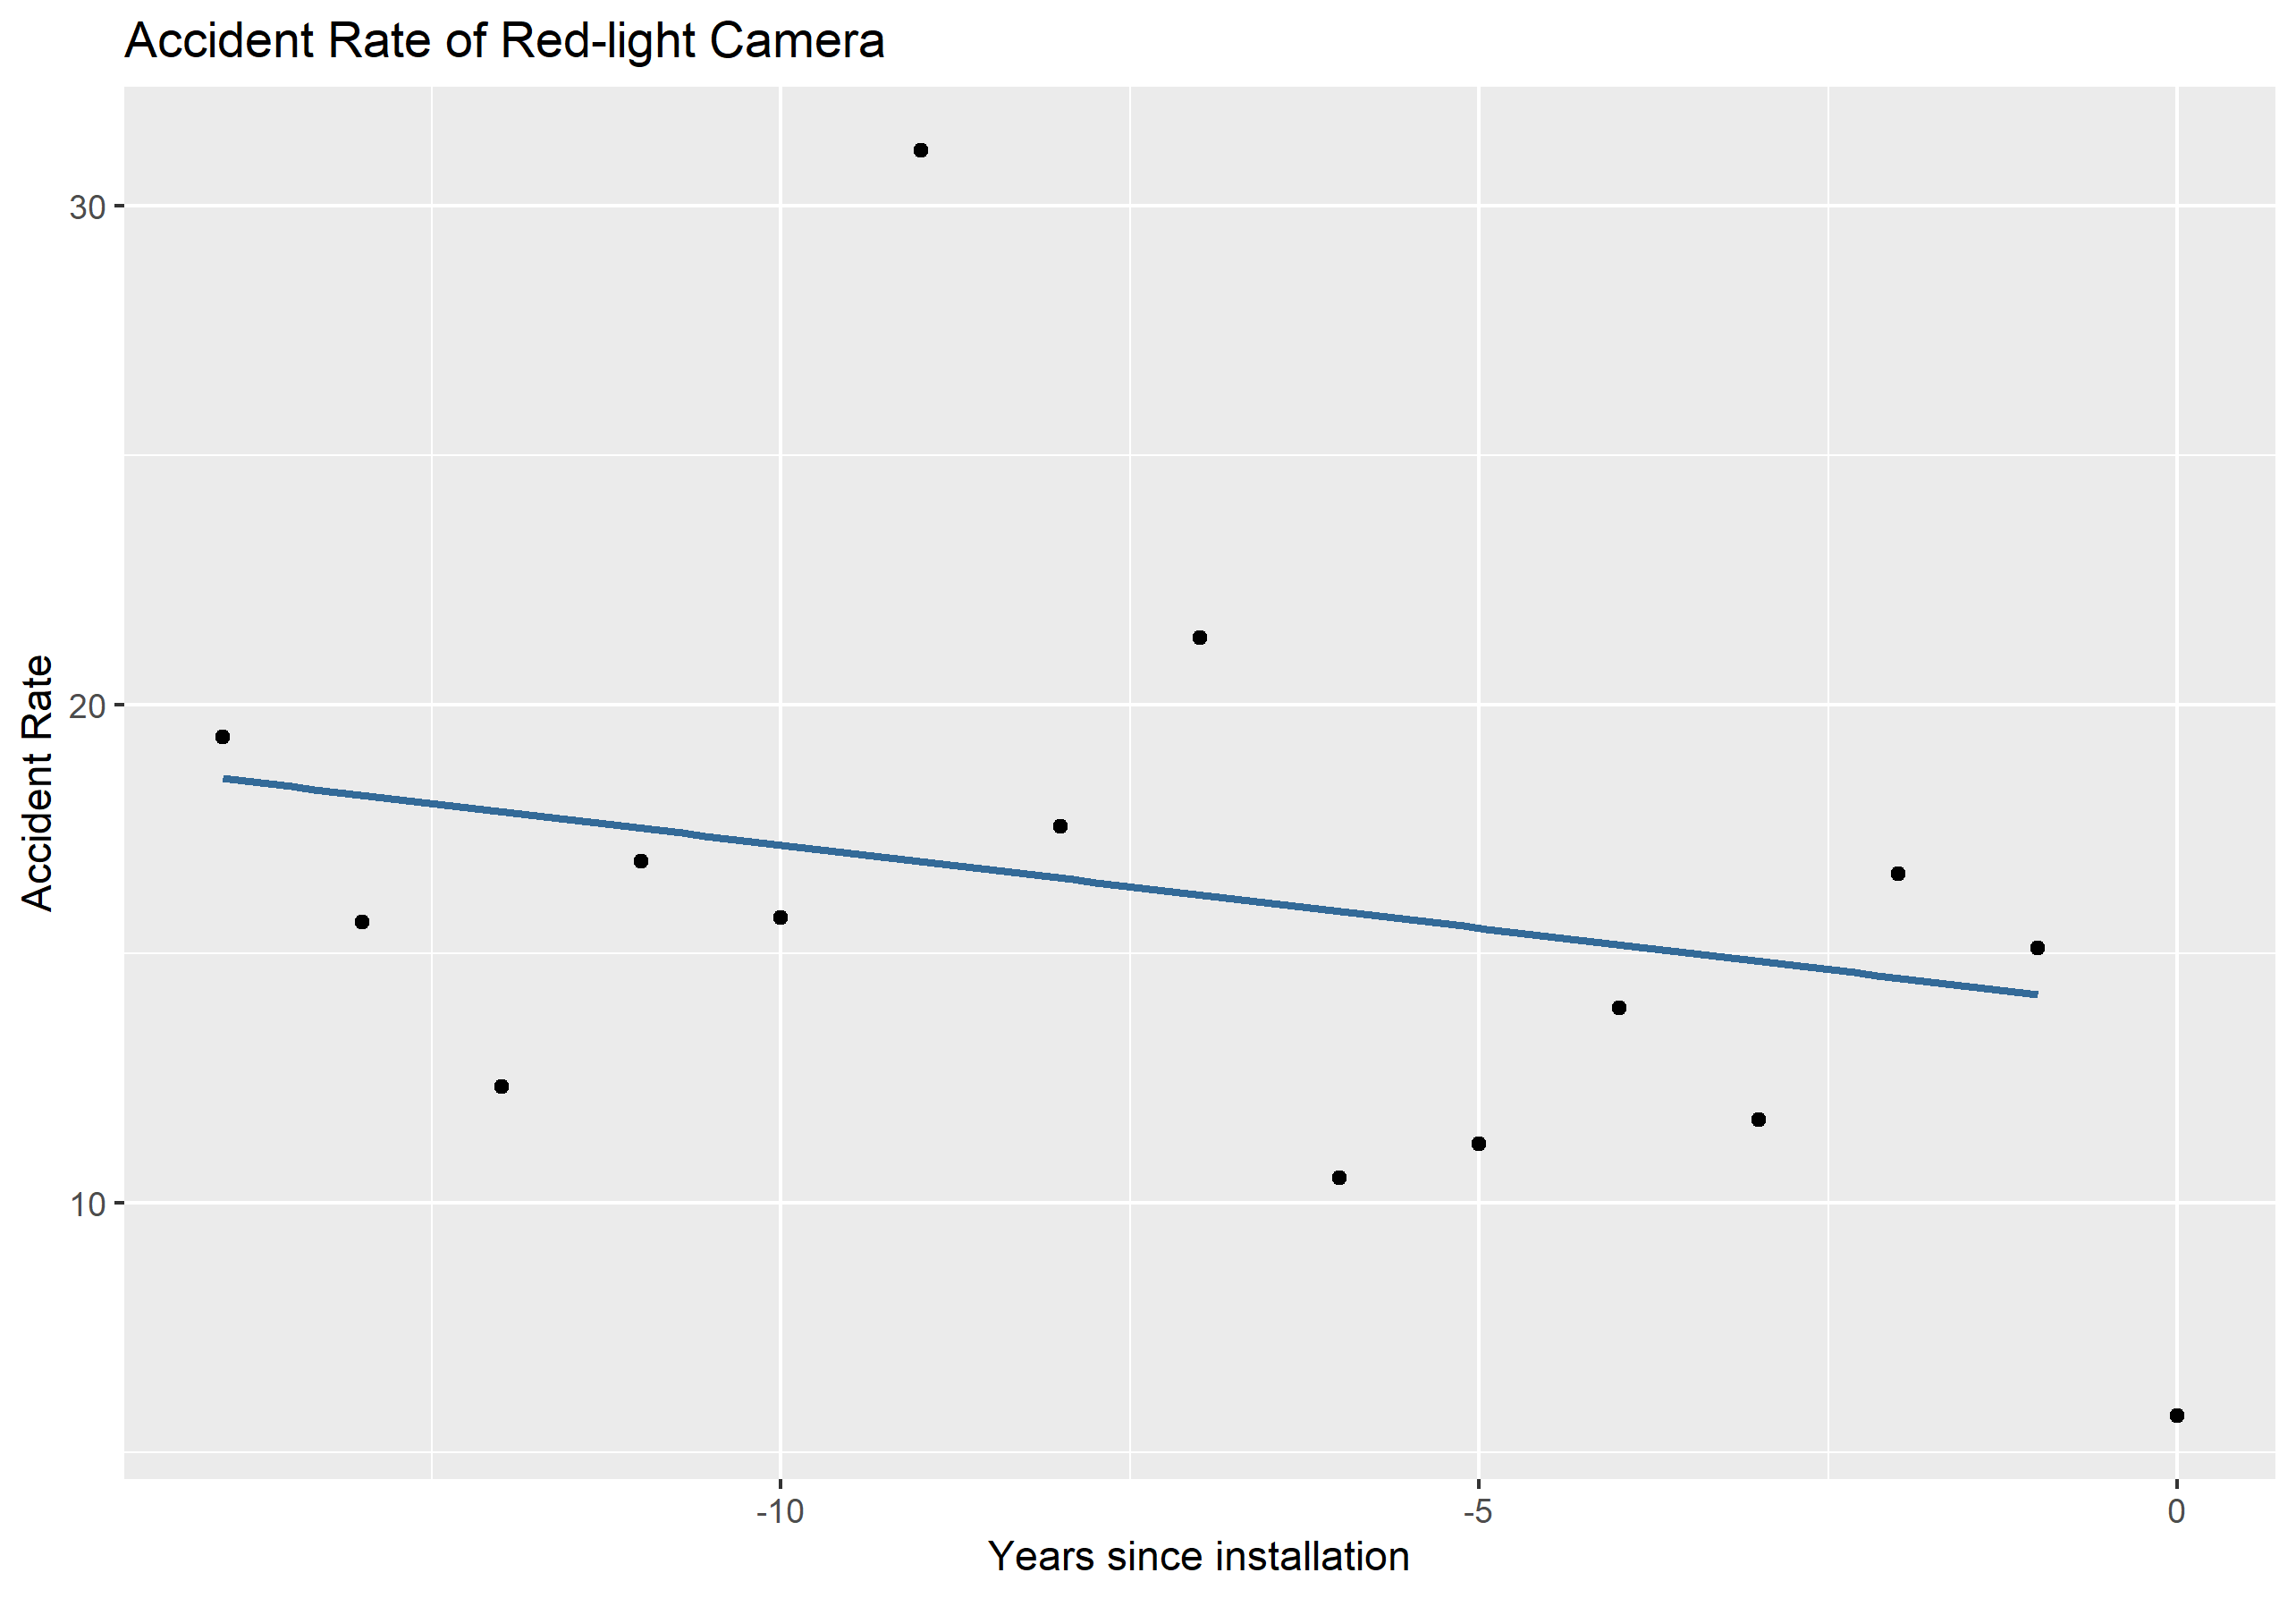 Accident Rate of Red-light Camera
30
20
10
Accident Rate
-10
-5
0
Years since installation